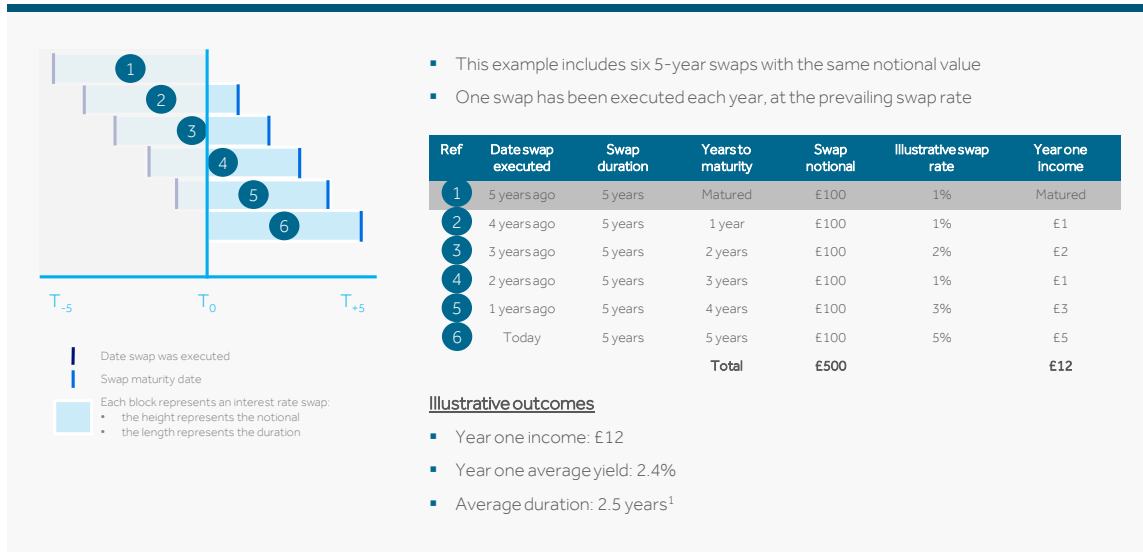 1
2
3
4
5
6
T-5
T0
T+5
Date swap was executed
Swap maturity date
Each block represents an interest rate swap:
• the height represents the notional
• the length represents the duration
▪ This example includes six 5-year swaps with the same notional value
▪ One swap has been executed each year, at the prevailing swap rate
Ref Date swap executed Swap duration Years to maturity Swap notional Illustrative swap rate Year one income
1 5 years ago 5 years Matured £100 1% Matured
2 4 years ago 5 years 1 year £100 1% £1
3 3 years ago 5 years 2 years £100 2% £2
4 2 years ago 5 years 3 years £100 1% £1
5 1 years ago 5 years 4 years £100 3% £3
6 Today 5 years 5 years £100 5% £5
Total £500 £12
Illustrative outcomes
▪ Year one income: £12
▪ Year one average yield: 2.4%
▪ Average duration: 2.5 years1